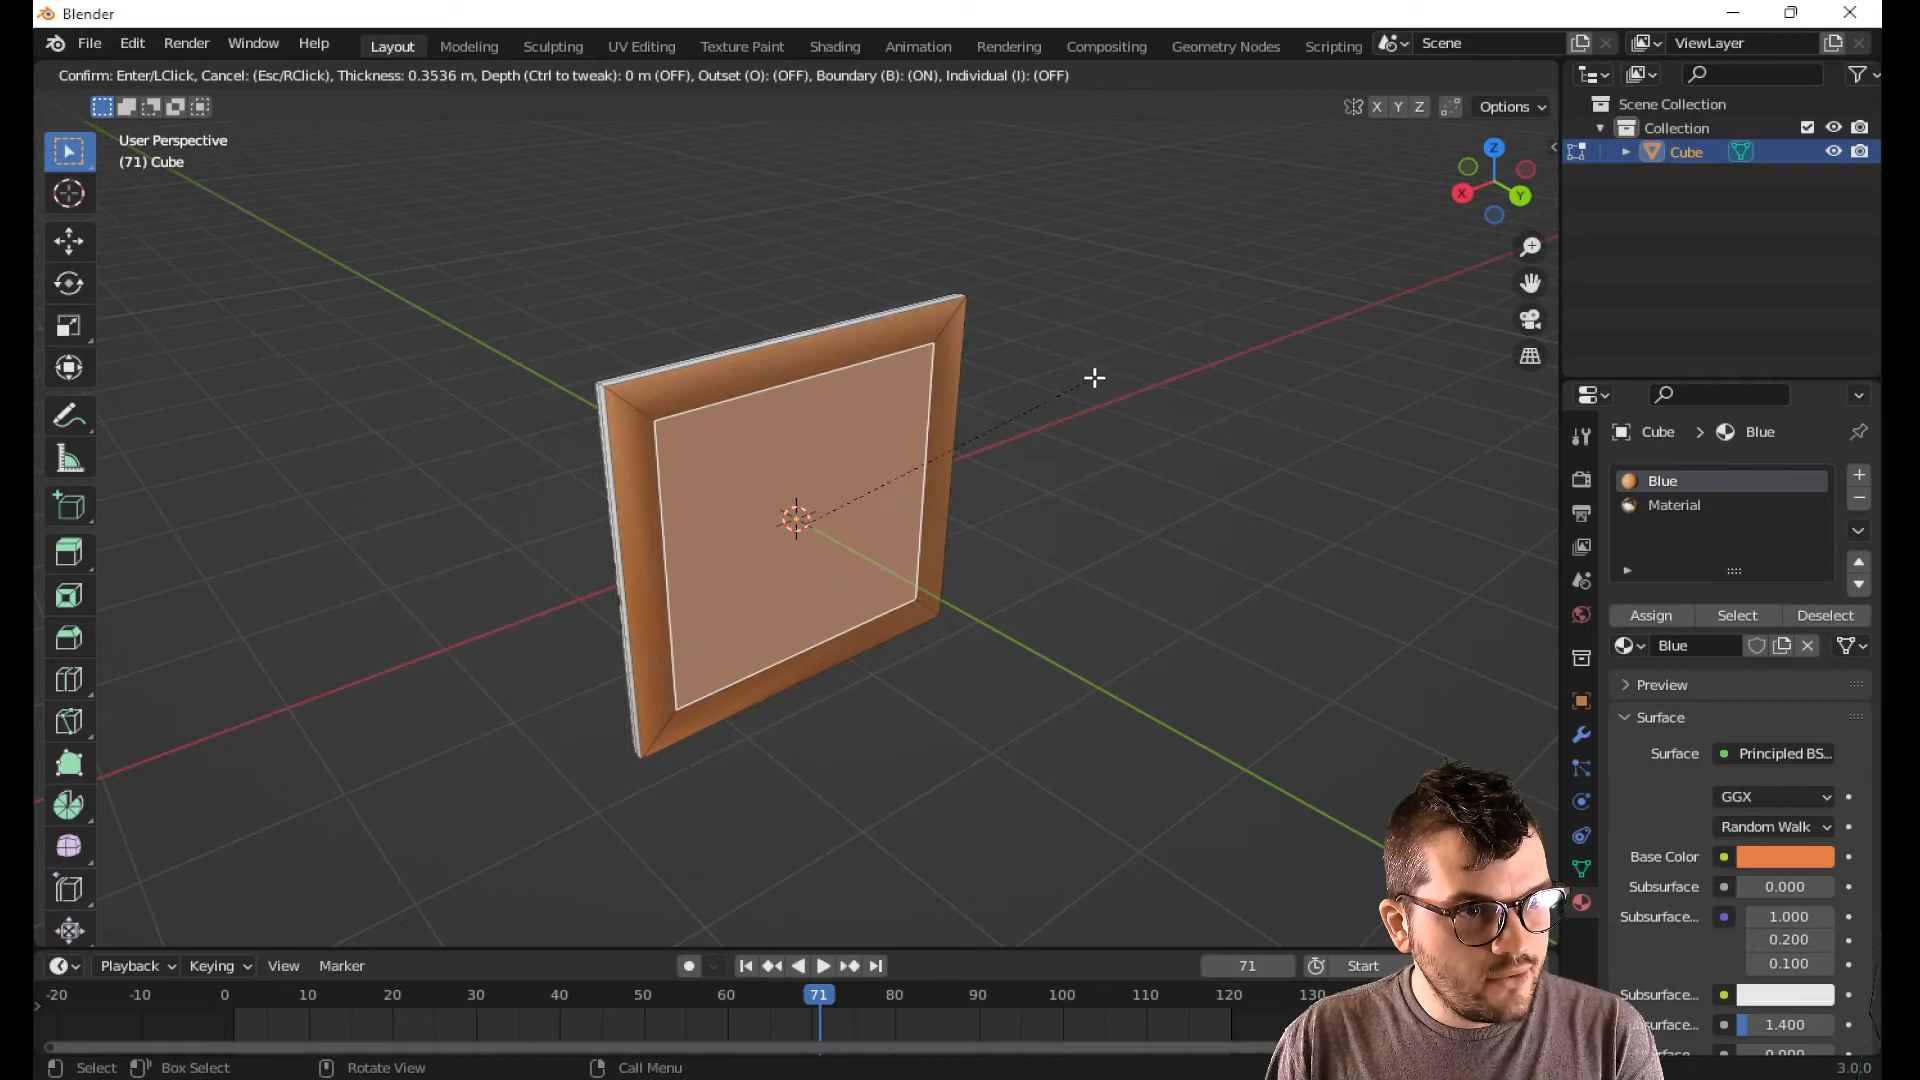 Blender
File Edit Render Window Help Layout Modeling Sculpting UV Editing Texture Paint Shading Animation Rendering Compositing Geometry Nodes Scripting Scene ViewLayer
Confirm: Enter/LClick, Cancel: (Esc/RClick), Thickness: 0.3536 m, Depth (Ctrl to tweak): 0 m (OFF), Outset (O): (OFF), Boundary (B): (ON), Individual (I): (OFF)
X Y Z Options
User Perspective
(71) Cube
Z
X
Y
Scene Collection
Collection
Cube
Cube > Blue
Blue
Material
Assign Select Deselect
Blue
Preview
Surface
Surface Principled BS...
GGX
Random Walk
Base Color
Subsurface 0.000
Subsurface... 1.000
0.200
0.100
Subsurface...
1.400
Playback Keying View Marker 71 Start
-20 -10 0 10 20 30 40 50 60 71 80 90 100 110 120 130
Select Box Select Rotate View Call Menu 3.0.0